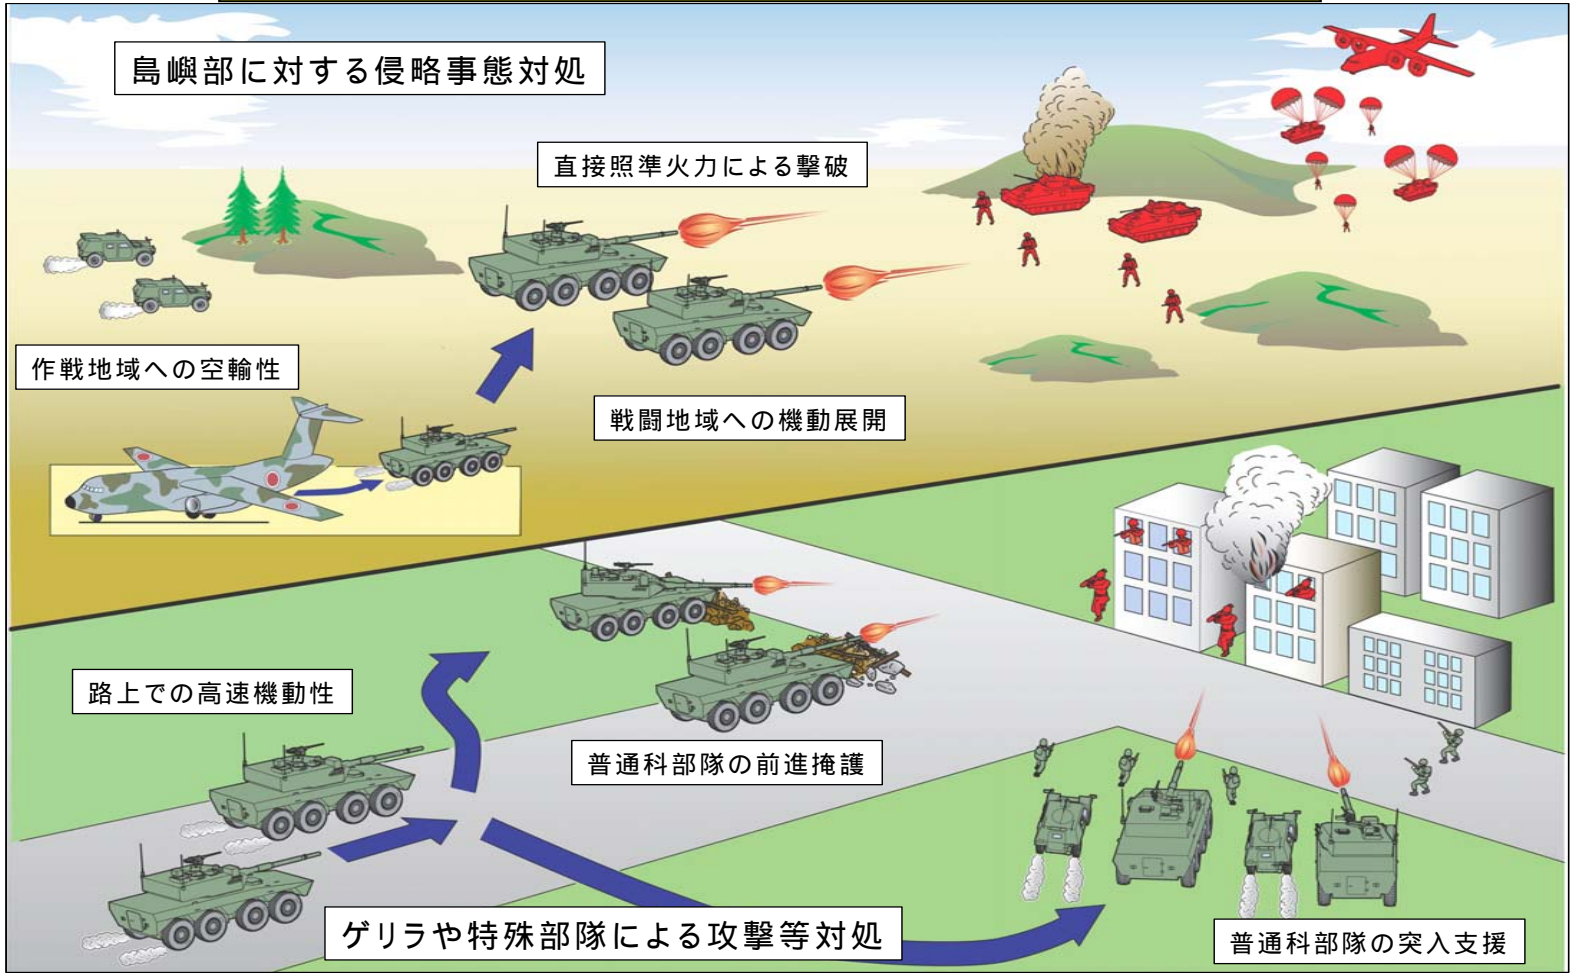 島嶼部に対する侵略事態対処
直接照準火力による撃破
作戦地域への空輸性
戦闘地域への機動展開
路上での高速機動性
普通科部隊の前進掩護
ゲリラや特殊部隊による攻撃等対処
普通科部隊の突入支援